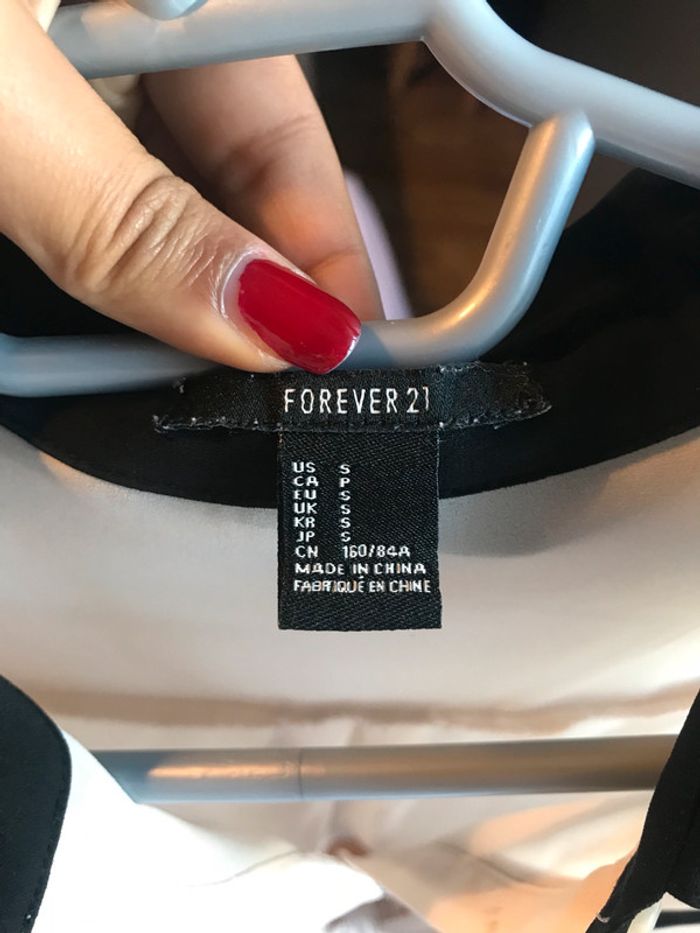 FOREVER 21
US S
CA P
EU S
UK S
KR S
JP S
CN 160/84A
MADE IN CHINA
FABRIQUÉ EN CHINE